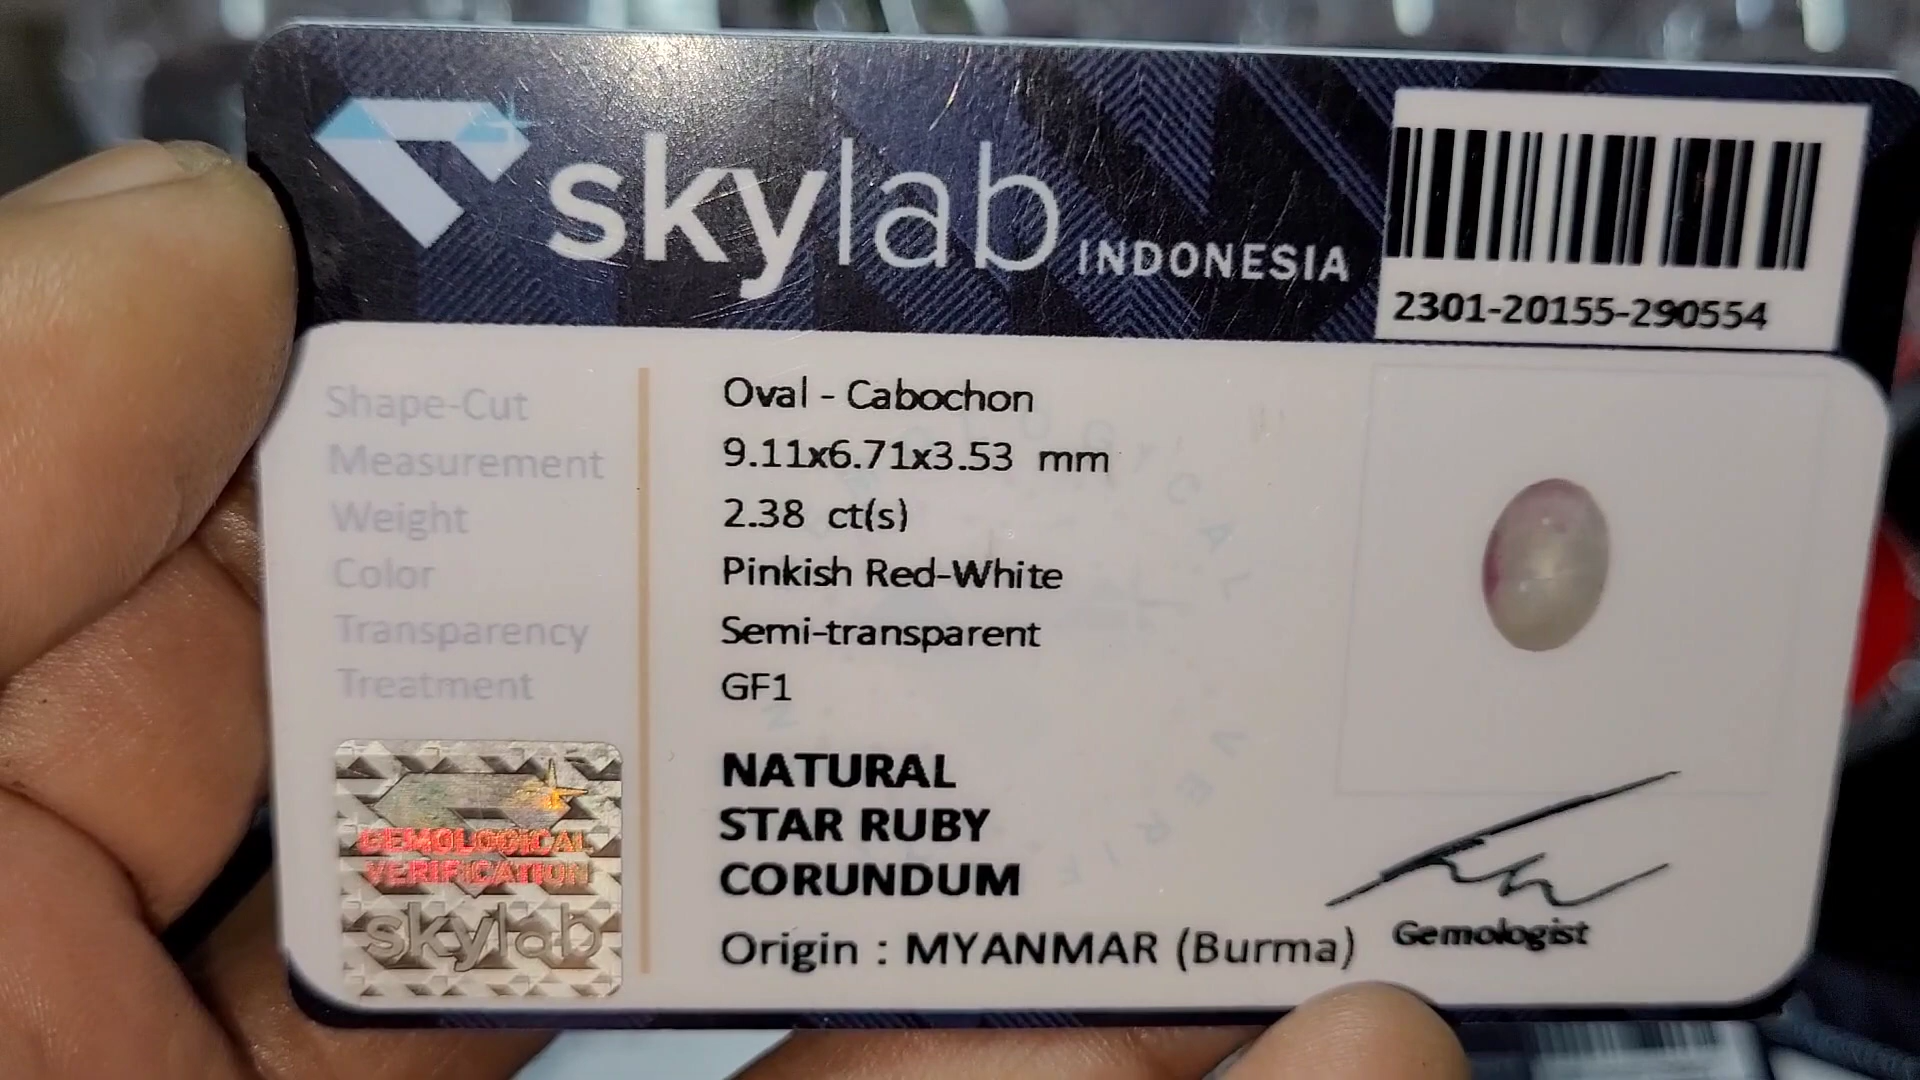 skylab INDONESIA
2301-20155-290554
Shape-Cut Oval - Cabochon
Measurement 9.11x6.71x3.53 mm
Weight 2.38 ct(s)
Color Pinkish Red-White
Transparency Semi-transparent
Treatment GF1
NATURAL
STAR RUBY
CORUNDUM
Origin : MYANMAR (Burma)
GEMOLOGICAL
VERIFICATION
skylab
Gemologist